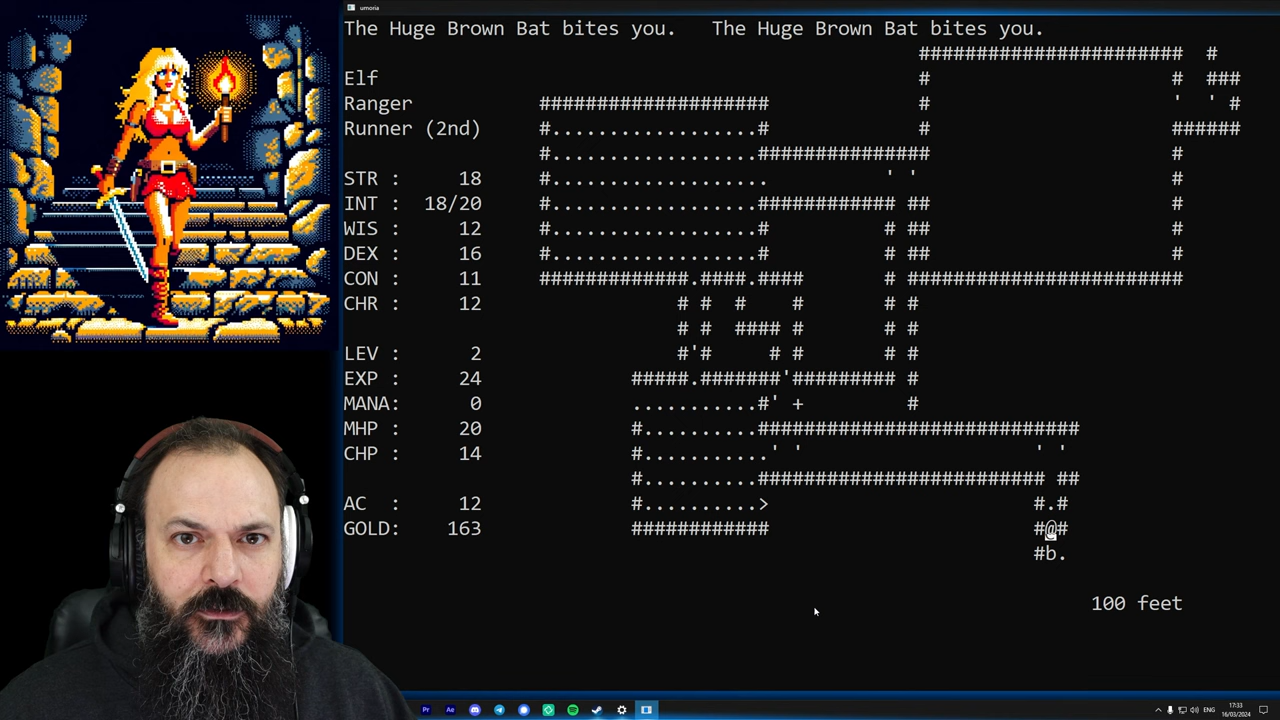 umoria
The Huge Brown Bat bites you.   The Huge Brown Bat bites you.
                                                  ####################### #
Elf                                               #                     # ###
Ranger           ####################             #                     ' ' #
Runner (2nd)     #..................#             #                     ######
                 #..................###############                     #
STR :     18     #..................            ' '                     #
INT :  18/20     #..................############ ##                     #
WIS :     12     #..................#          # ##                     #
DEX :     16     #..................#          # ##                     #
CON :     11     #############.####.####       # ########################
CHR :     12                 # #  #    #       # #
                             # #  #### #       # #
LEV :      2                 #'#     # #       # #
EXP :     24             #####.#######'######### #
MANA:      0             ...........#' +         #
MHP :     20             #..........############################
CHP :     14             #..........' '                     ' '
                         #..........######################### ##
AC  :     12             #..........>                       #.#
GOLD:    163             ############                       #@#
                                                            #b.
                                                                 100 feet
ENG
17:33
16/03/2024